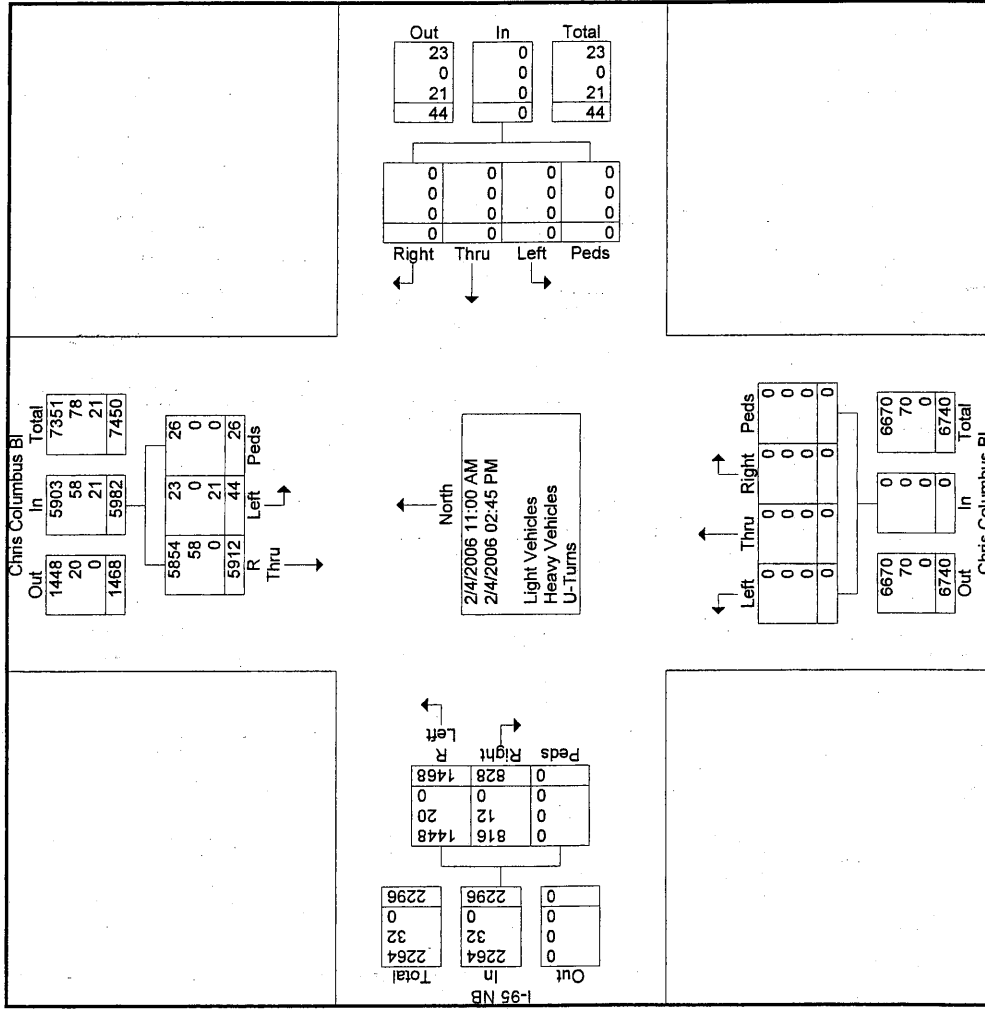 Out In Total
23 0 23
0 0 0
21 0 21
44 0 44
0 0 0 0
0 0 0 0
0 0 0 0
0 0 0 0
Right Thru Left Peds
Chris Columbus Bl
Out In Total
1448 5903 7351
20 58 78
0 21 21
1468 5982 7450
5854 23 26
58 0 0
0 21 0
5912 44 26
R Left Peds
Thru
North
2/4/2006 11:00 AM
2/4/2006 02:45 PM
Light Vehicles
Heavy Vehicles
U-Turns
Left Thru Right Peds
0 0 0 0
0 0 0 0
0 0 0 0
0 0 0 0
6670 0 6670
70 0 70
0 0 0
6740 0 6740
Out In Total
Chris Columbus Bl
Left
R Right Peds
1468 828 0
0 0 0
20 12 0
1448 816 0
2296 2296 0
0 0 0
32 32 0
2264 2264 0
Total In Out
I-95 NB